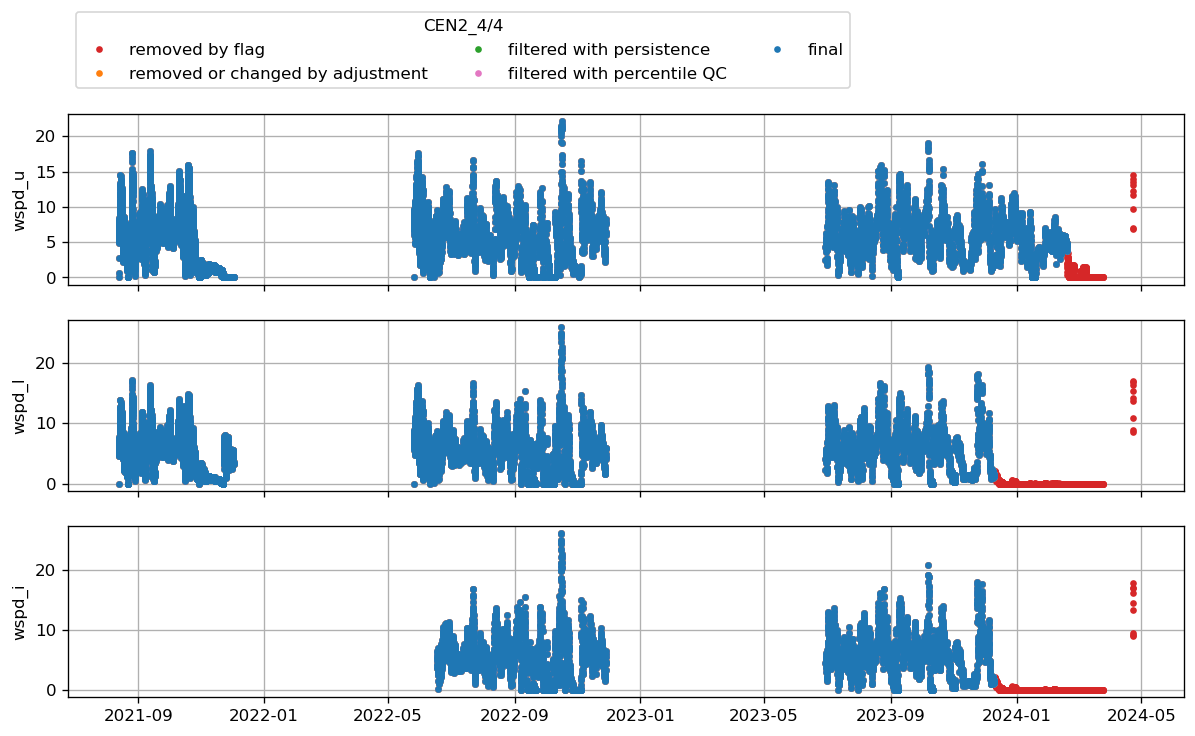 CEN2_4/4
removed by flag
filtered with persistence
final
removed or changed by adjustment
filtered with percentile QC
20
15
10
5
0
wspd_u
20
10
0
wspd_l
20
10
0
wspd_i
2021-09
2022-01
2022-05
2022-09
2023-01
2023-05
2023-09
2024-01
2024-05